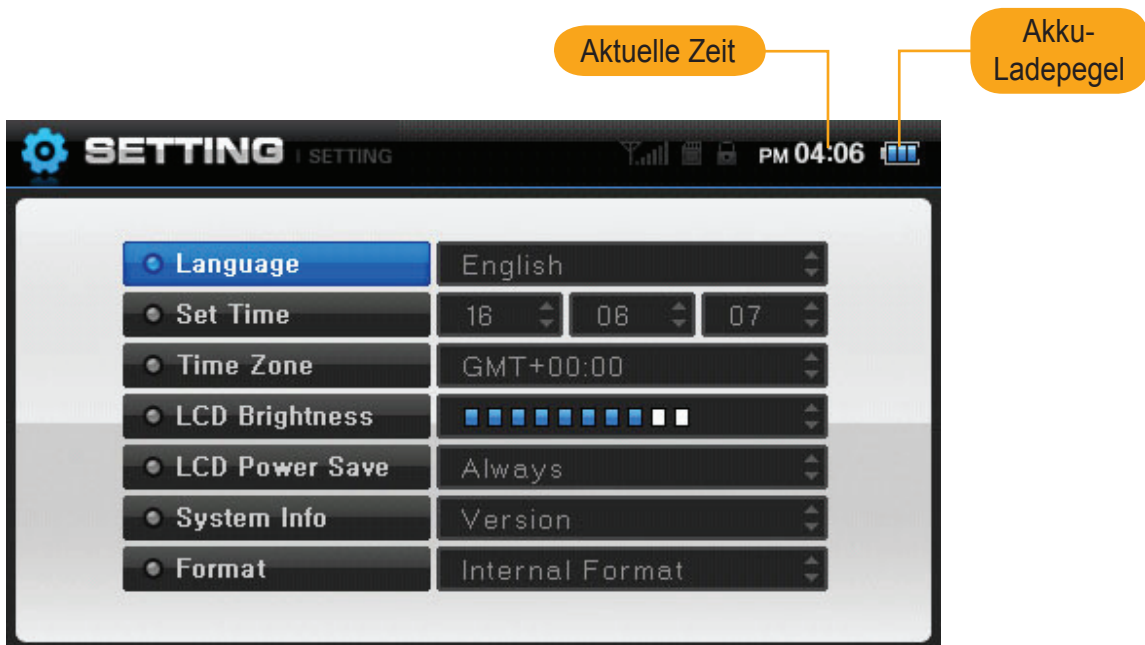 Aktuelle Zeit
Akku-
Ladepegel
SETTING | SETTING PM 04:06
Language English
Set Time 16 06 07
Time Zone GMT+00:00
LCD Brightness
LCD Power Save Always
System Info Version
Format Internal Format